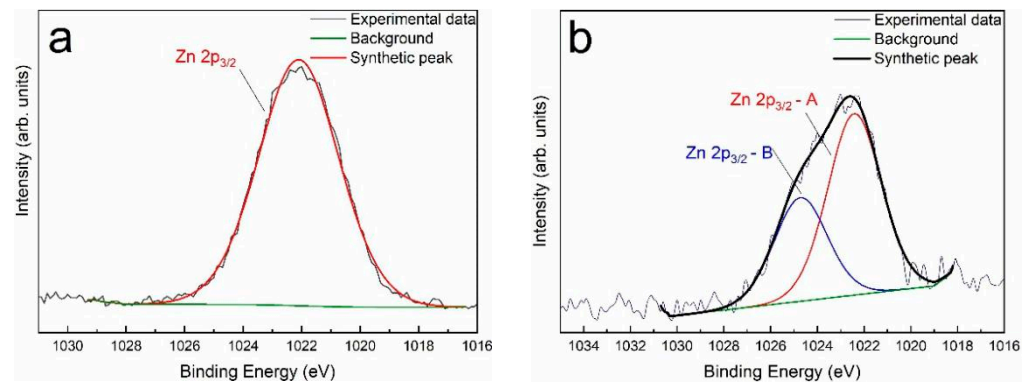 a
Experimental data
Background
Synthetic peak
Zn 2p3/2
Intensity (arb. units)
1030 1028 1026 1024 1022 1020 1018 1016
Binding Energy (eV)
b
Experimental data
Background
Synthetic peak
Zn 2p3/2 - A
Zn 2p3/2 - B
Intensity (arb. units)
1034 1032 1030 1028 1026 1024 1022 1020 1018 1016
Binding Energy (eV)